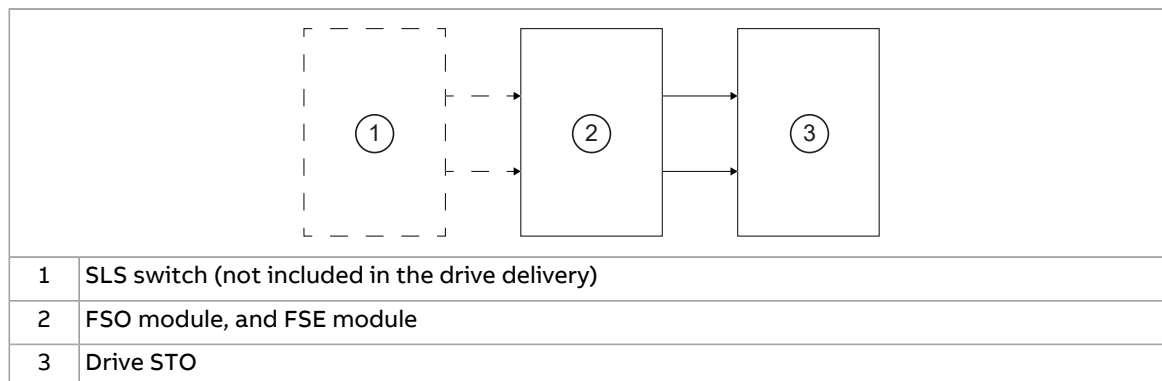 1 2 3
1 SLS switch (not included in the drive delivery)
2 FSO module, and FSE module
3 Drive STO